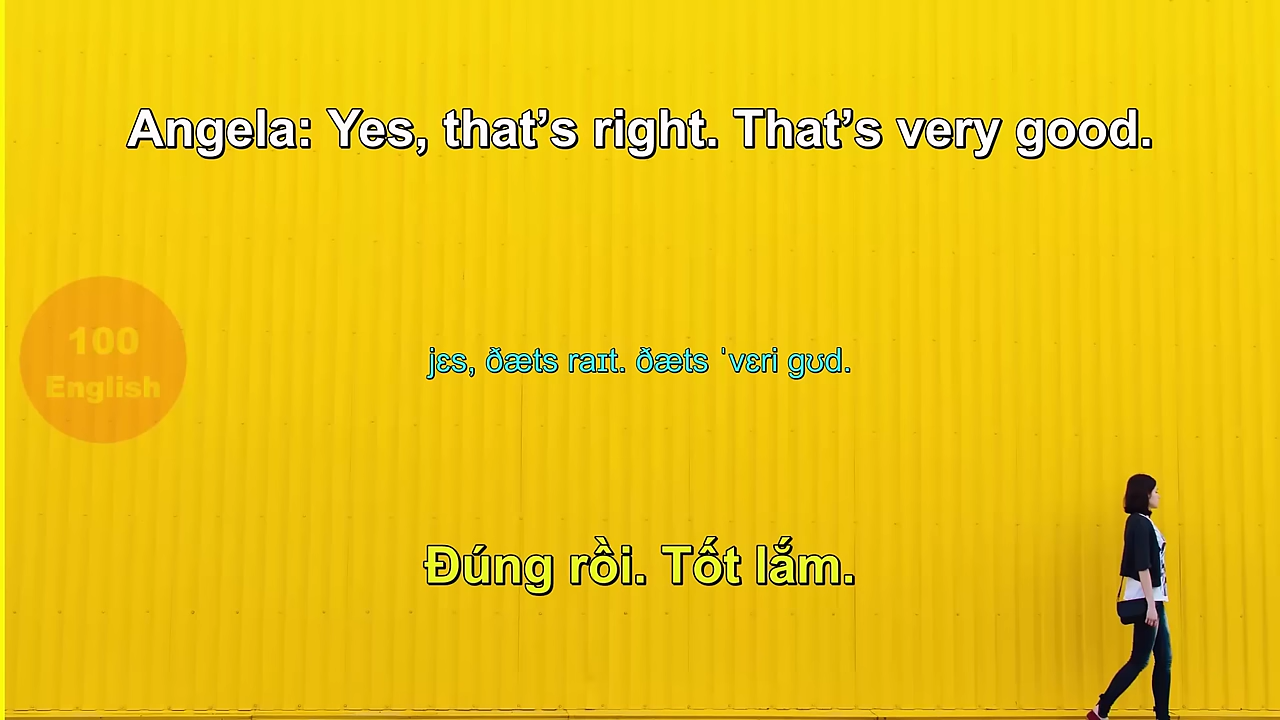 Angela: Yes, that’s right. That’s very good.
100
English
jɛs, ðæts raɪt. ðæts ˈvɛri gʊd.
Đúng rồi. Tốt lắm.